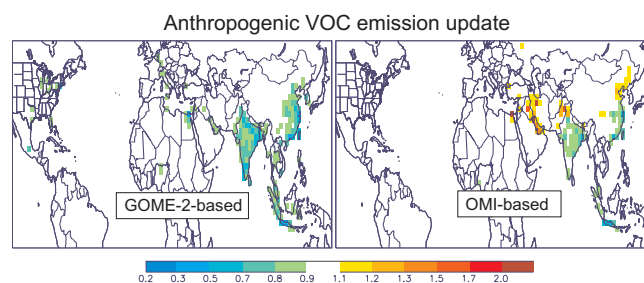 Anthropogenic VOC emission update
GOME-2-based
OMI-based
0.2 0.3 0.5 0.7 0.8 0.9 1.1 1.2 1.3 1.5 1.7 2.0